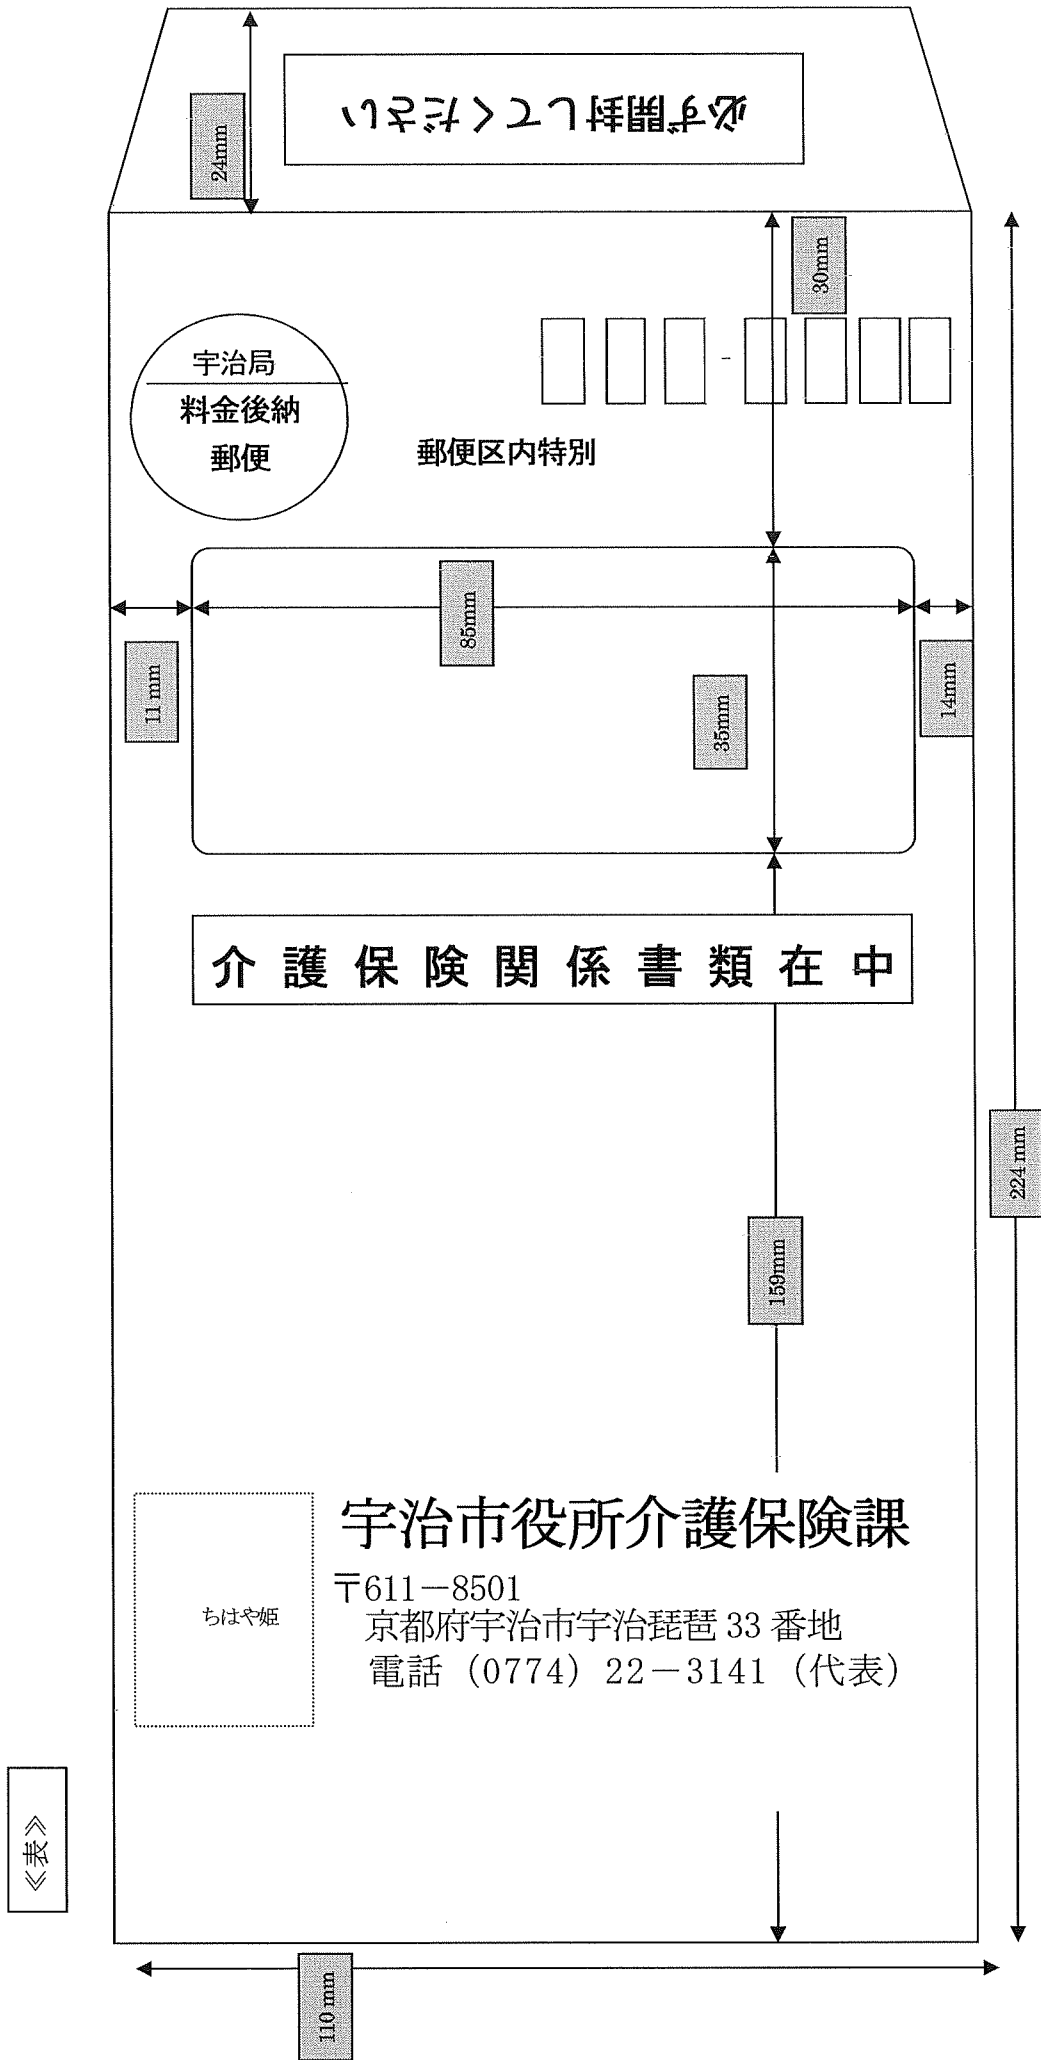 必ず開封してください
24mm
30mm
宇治局
料金後納
郵便
-
郵便区内特別
85mm
11 mm
35mm
14mm
介護保険関係書類在中
224 mm
159mm
宇治市役所介護保険課
〒611－8501
京都府宇治市宇治琵琶 33 番地
電話（0774）22－3141（代表）
ちはや姫
≪表≫
110 mm